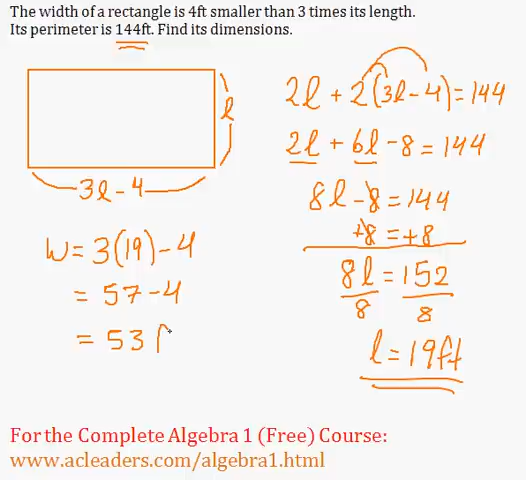 The width of a rectangle is 4ft smaller than 3 times its length.
Its perimeter is 144ft. Find its dimensions.
l
3l - 4
W = 3(19) - 4
= 57 - 4
= 53 f
2l + 2(3l - 4) = 144
2l + 6l - 8 = 144
8l - 8 = 144
+8 = +8
8l = 152
8 8
l = 19ft
For the Complete Algebra 1 (Free) Course:
www.acleaders.com/algebra1.html